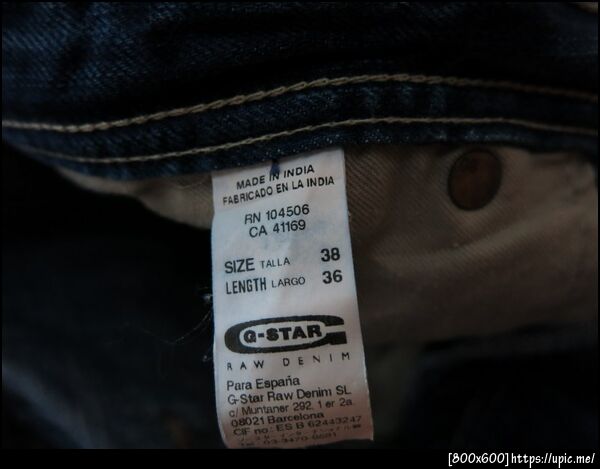 MADE IN INDIA
FABRICADO EN LA INDIA
RN 104506
CA 41169
SIZE TALLA 38
LENGTH LARGO 36
G-STAR
RAW DENIM
Para España
G-Star Raw Denim SL
c/ Muntaner 292, 1 er 2a
08021 Barcelona
CIF no: ES B 62443247
[800x600]https://upic.me/